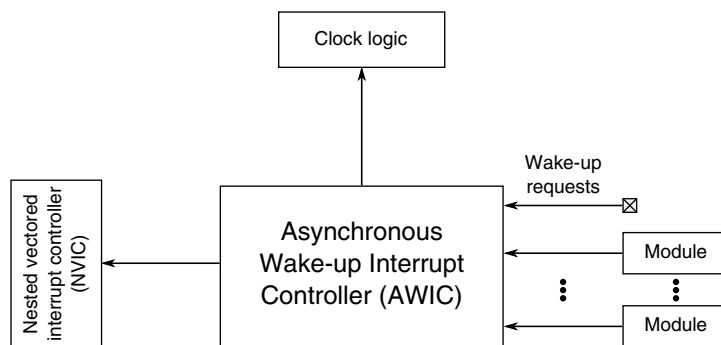 Clock logic
Wake-up
requests
Nested vectored
interrupt controller
(NVIC)
Asynchronous
Wake-up Interrupt
Controller (AWIC)
Module
Module